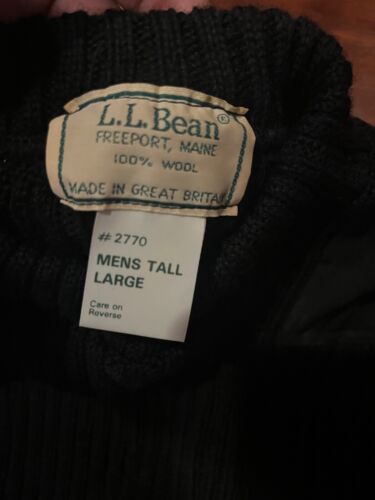 L.L.Bean®
FREEPORT, MAINE
100% WOOL
MADE IN GREAT BRITAIN
# 2770
MENS TALL
LARGE
Care on
Reverse